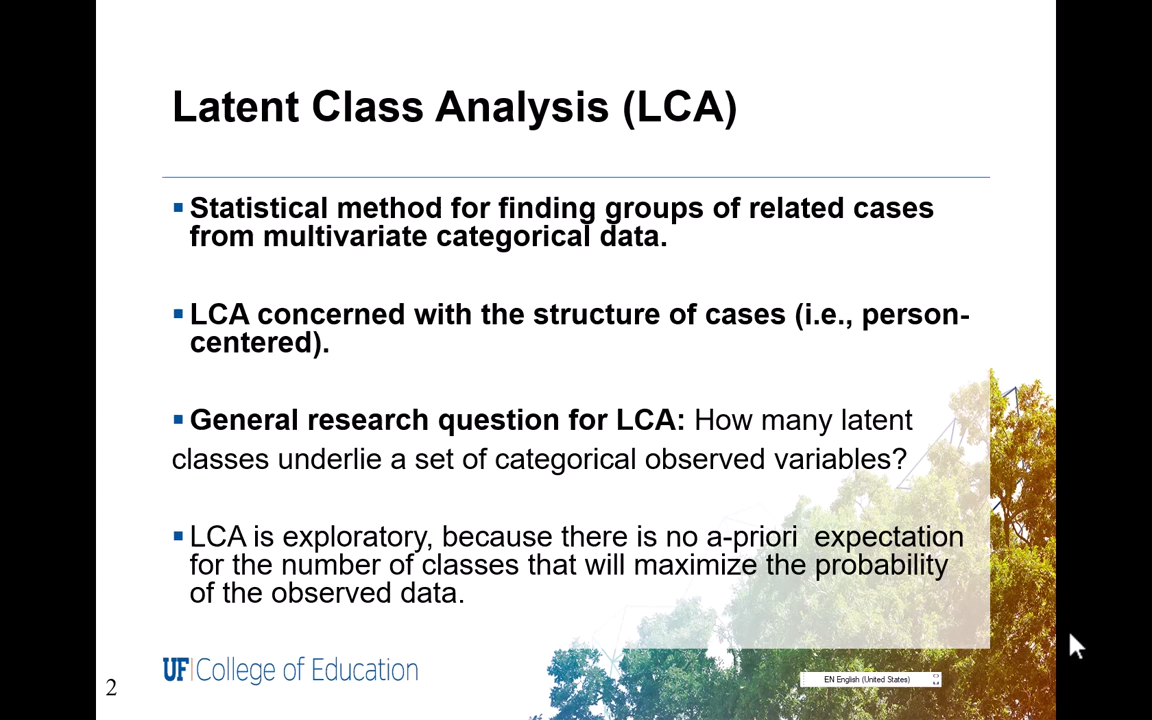 Latent Class Analysis (LCA)
▪ Statistical method for finding groups of related cases
from multivariate categorical data.
▪ LCA concerned with the structure of cases (i.e., person-
centered).
▪ General research question for LCA: How many latent
classes underlie a set of categorical observed variables?
▪ LCA is exploratory, because there is no a-priori  expectation
for the number of classes that will maximize the probability
of the observed data.
UF College of Education
EN English (United States)
2